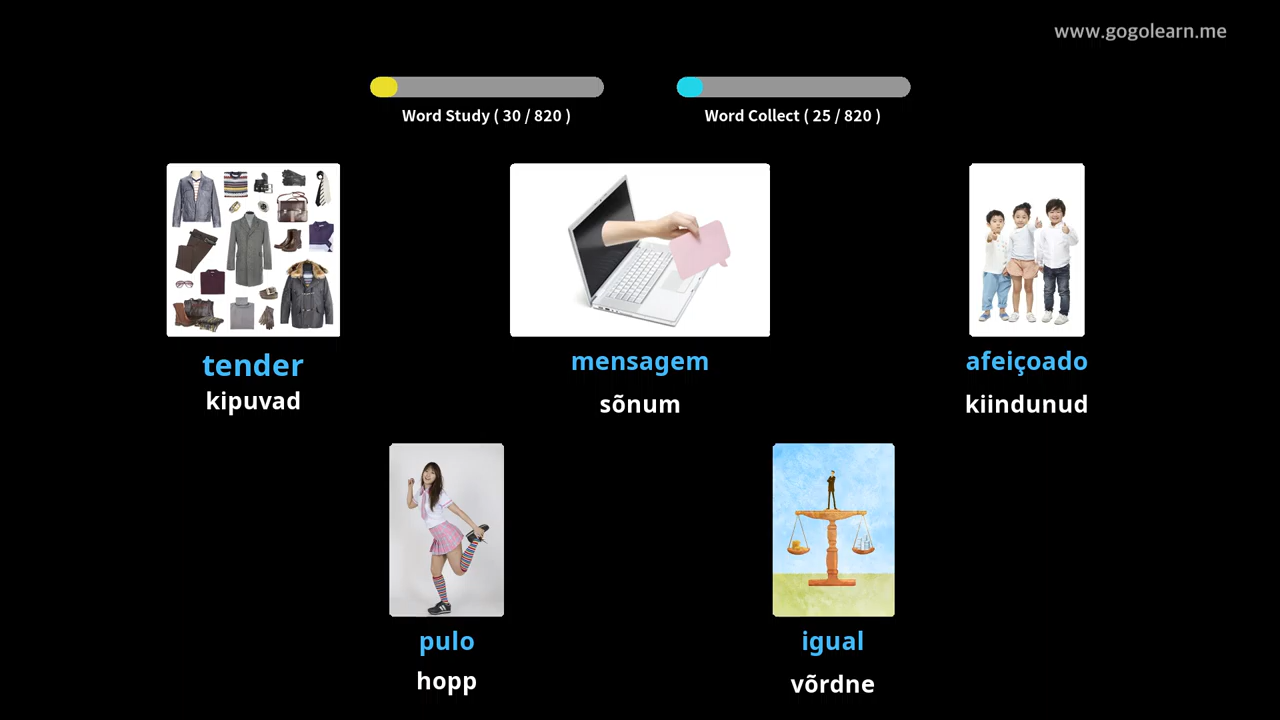 www.gogolearn.me
Word Study ( 30 / 820 )
Word Collect ( 25 / 820 )
tender
kipuvad
mensagem
sõnum
afeiçoado
kiindunud
pulo
hopp
igual
võrdne